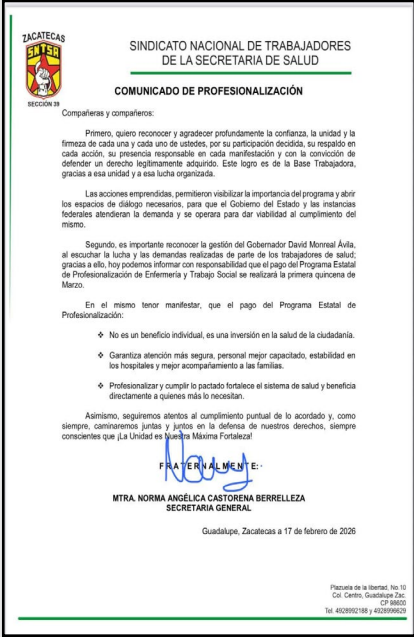 ZACATECAS
SNTSA
SECCIÓN 39
SINDICATO NACIONAL DE TRABAJADORES
DE LA SECRETARIA DE SALUD
COMUNICADO DE PROFESIONALIZACIÓN
Compañeras y compañeros:
Primero, quiero reconocer y agradecer profundamente la confianza, la unidad y la
firmeza de cada una y cada uno de ustedes, por su participación decidida, su respaldo en
cada acción, su presencia responsable en cada manifestación y con la convicción de
defender un derecho legítimamente adquirido. Este logro es de la Base Trabajadora,
gracias a esa unidad y a esa lucha organizada.
Las acciones emprendidas, permitieron visibilizar la importancia del programa y abrir
los espacios de diálogo necesarios, para que el Gobierno del Estado y las instancias
federales atendieran la demanda y se operara para dar viabilidad al cumplimiento del
mismo.
Segundo, es importante reconocer la gestión del Gobernador David Monreal Ávila,
al escuchar la lucha y las demandas realizadas de parte de los trabajadores de salud;
gracias a ello, hoy podemos informar con responsabilidad que el pago del Programa Estatal
de Profesionalización de Enfermería y Trabajo Social se realizará la primera quincena de
Marzo.
En el mismo tenor manifestar, que el pago del Programa Estatal de
Profesionalización:
❖ No es un beneficio individual, es una inversión en la salud de la ciudadanía.
❖ Garantiza atención más segura, personal mejor capacitado, estabilidad en
los hospitales y mejor acompañamiento a las familias.
❖ Profesionalizar y cumplir lo pactado fortalece el sistema de salud y beneficia
directamente a quienes más lo necesitan.
Asimismo, seguiremos atentos al cumplimiento puntual de lo acordado y, como
siempre, caminaremos juntas y juntos en la defensa de nuestros derechos, siempre
conscientes que ¡La Unidad es Nuestra Máxima Fortaleza!
FRATERNALMENTE:
MTRA. NORMA ANGÉLICA CASTORENA BERRELLEZA
SECRETARIA GENERAL
Guadalupe, Zacatecas a 17 de febrero de 2026
Plazuela de la libertad, No.10
Col. Centro, Guadalupe Zac.
CP 98600
Tel. 4928992188 y 4928996629